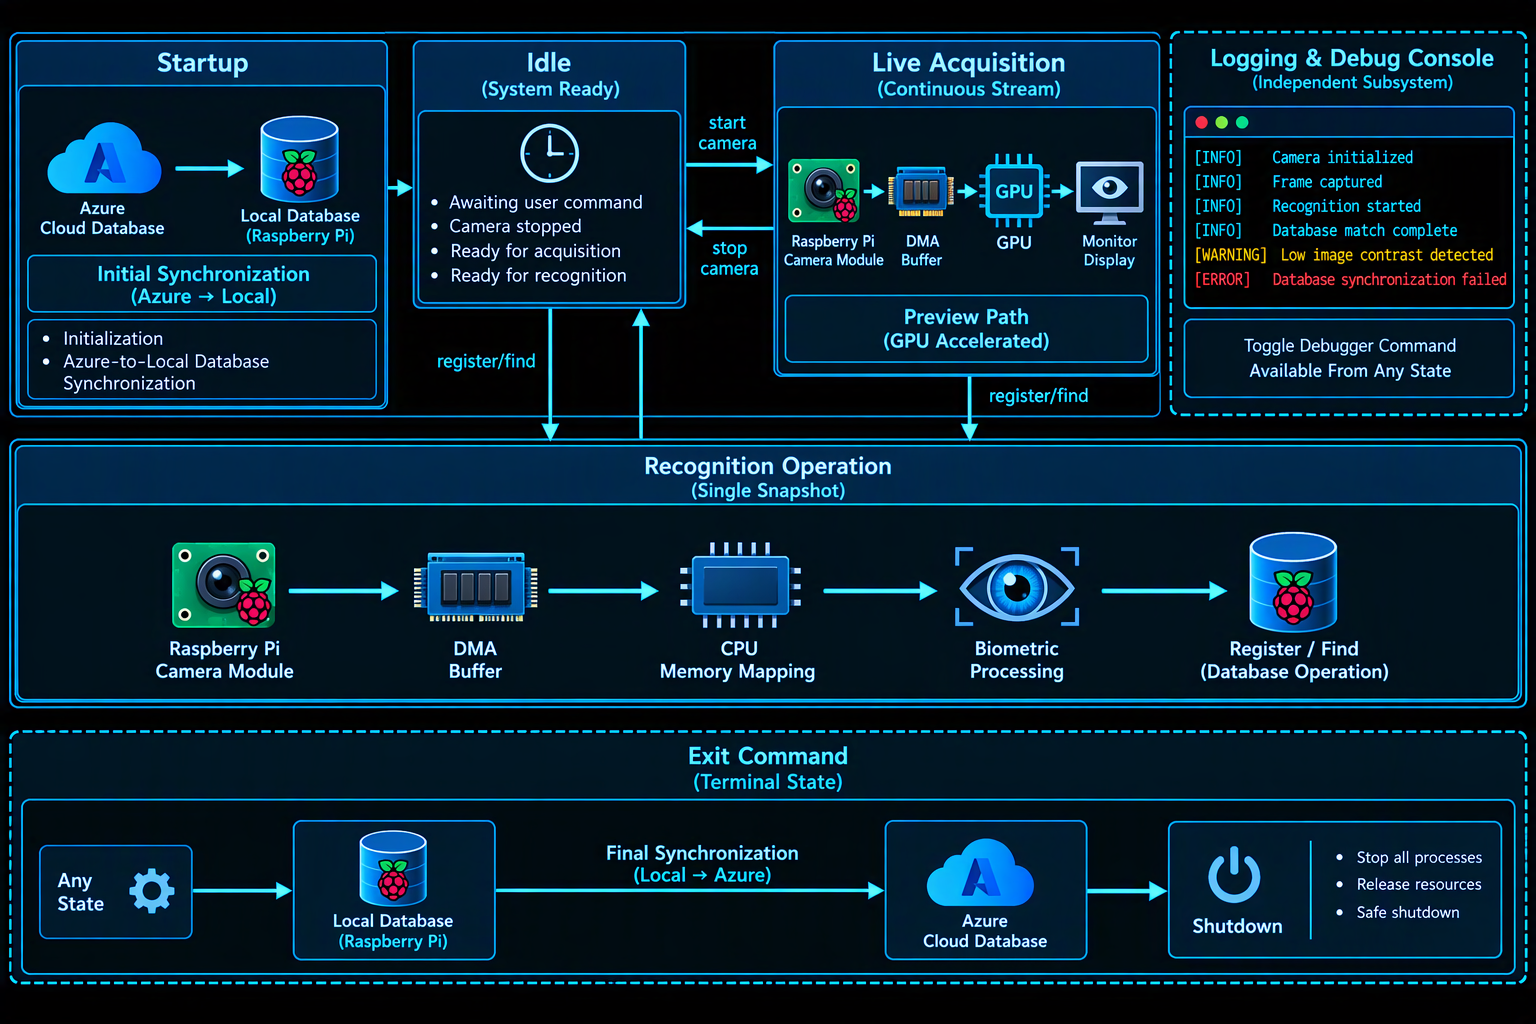 Startup
Azure
Cloud Database
Local Database
(Raspberry Pi)
Initial Synchronization
(Azure → Local)
• Initialization
• Azure-to-Local Database
Synchronization
Idle
(System Ready)
• Awaiting user command
• Camera stopped
• Ready for acquisition
• Ready for recognition
start
camera
stop
camera
register/find
Live Acquisition
(Continuous Stream)
Raspberry Pi
Camera Module
DMA
Buffer
GPU
GPU
Monitor
Display
Preview Path
(GPU Accelerated)
register/find
Logging & Debug Console
(Independent Subsystem)
[INFO] Camera initialized
[INFO] Frame captured
[INFO] Recognition started
[INFO] Database match complete
[WARNING] Low image contrast detected
[ERROR] Database synchronization failed
Toggle Debugger Command
Available From Any State
Recognition Operation
(Single Snapshot)
Raspberry Pi
Camera Module
DMA
Buffer
CPU
Memory Mapping
Biometric
Processing
Register / Find
(Database Operation)
Exit Command
(Terminal State)
Any
State
Local Database
(Raspberry Pi)
Final Synchronization
(Local → Azure)
Azure
Cloud Database
Shutdown
• Stop all processes
• Release resources
• Safe shutdown